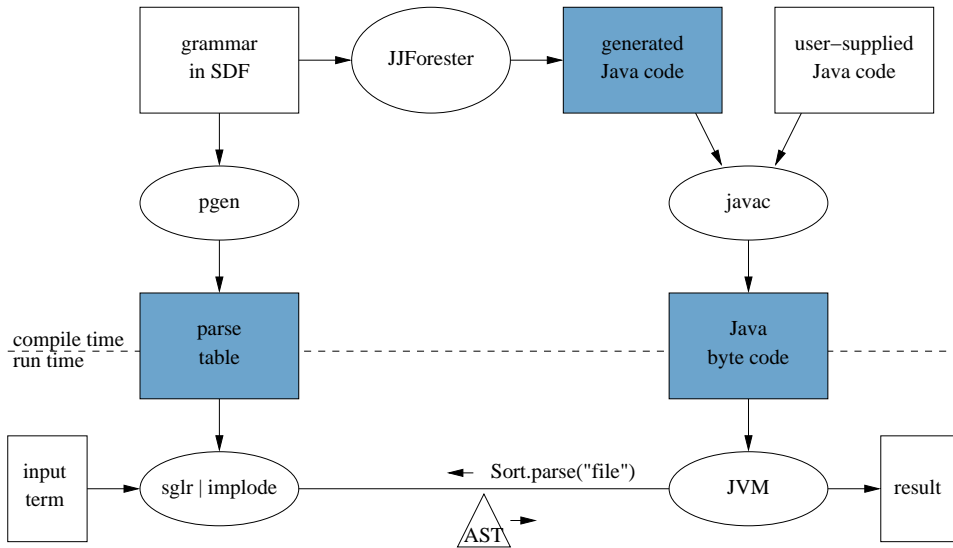 grammar
in SDF
JJForester
generated
Java code
user−supplied
Java code
pgen
javac
compile time
run time
parse
table
Java
byte code
input
term
sglr | implode
Sort.parse("file")
AST
JVM
result